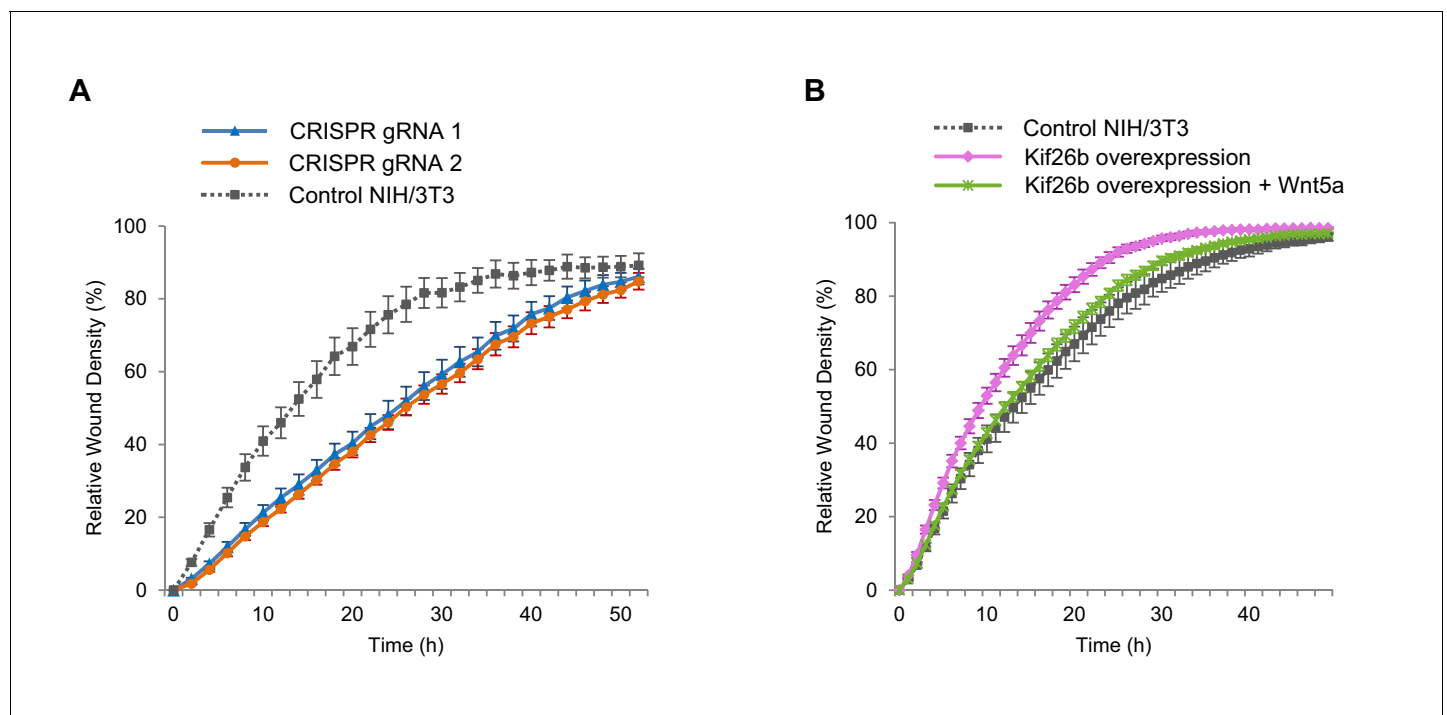 A
CRISPR gRNA 1
CRISPR gRNA 2
Control NIH/3T3
100
80
60
40
20
0
Relative Wound Density (%)
0 10 20 30 40 50
Time (h)
B
Control NIH/3T3
Kif26b overexpression
Kif26b overexpression + Wnt5a
100
80
60
40
20
0
Relative Wound Density (%)
0 10 20 30 40
Time (h)